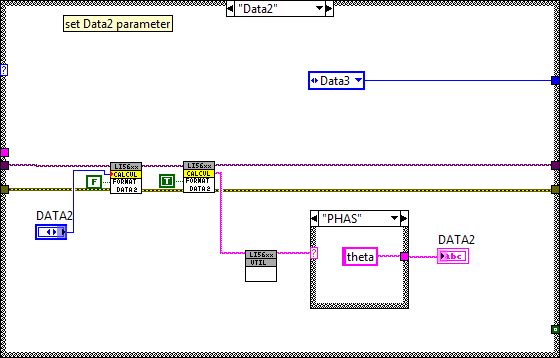 "Data2"
set Data2 parameter
Data3
LI56xx
CALCUL
FORMAT
DATA2
LI56xx
CALCUL
FORMAT
DATA2
F
T
DATA2
"PHAS"
LI56xx
UTIL
?
theta
DATA2
abc
?